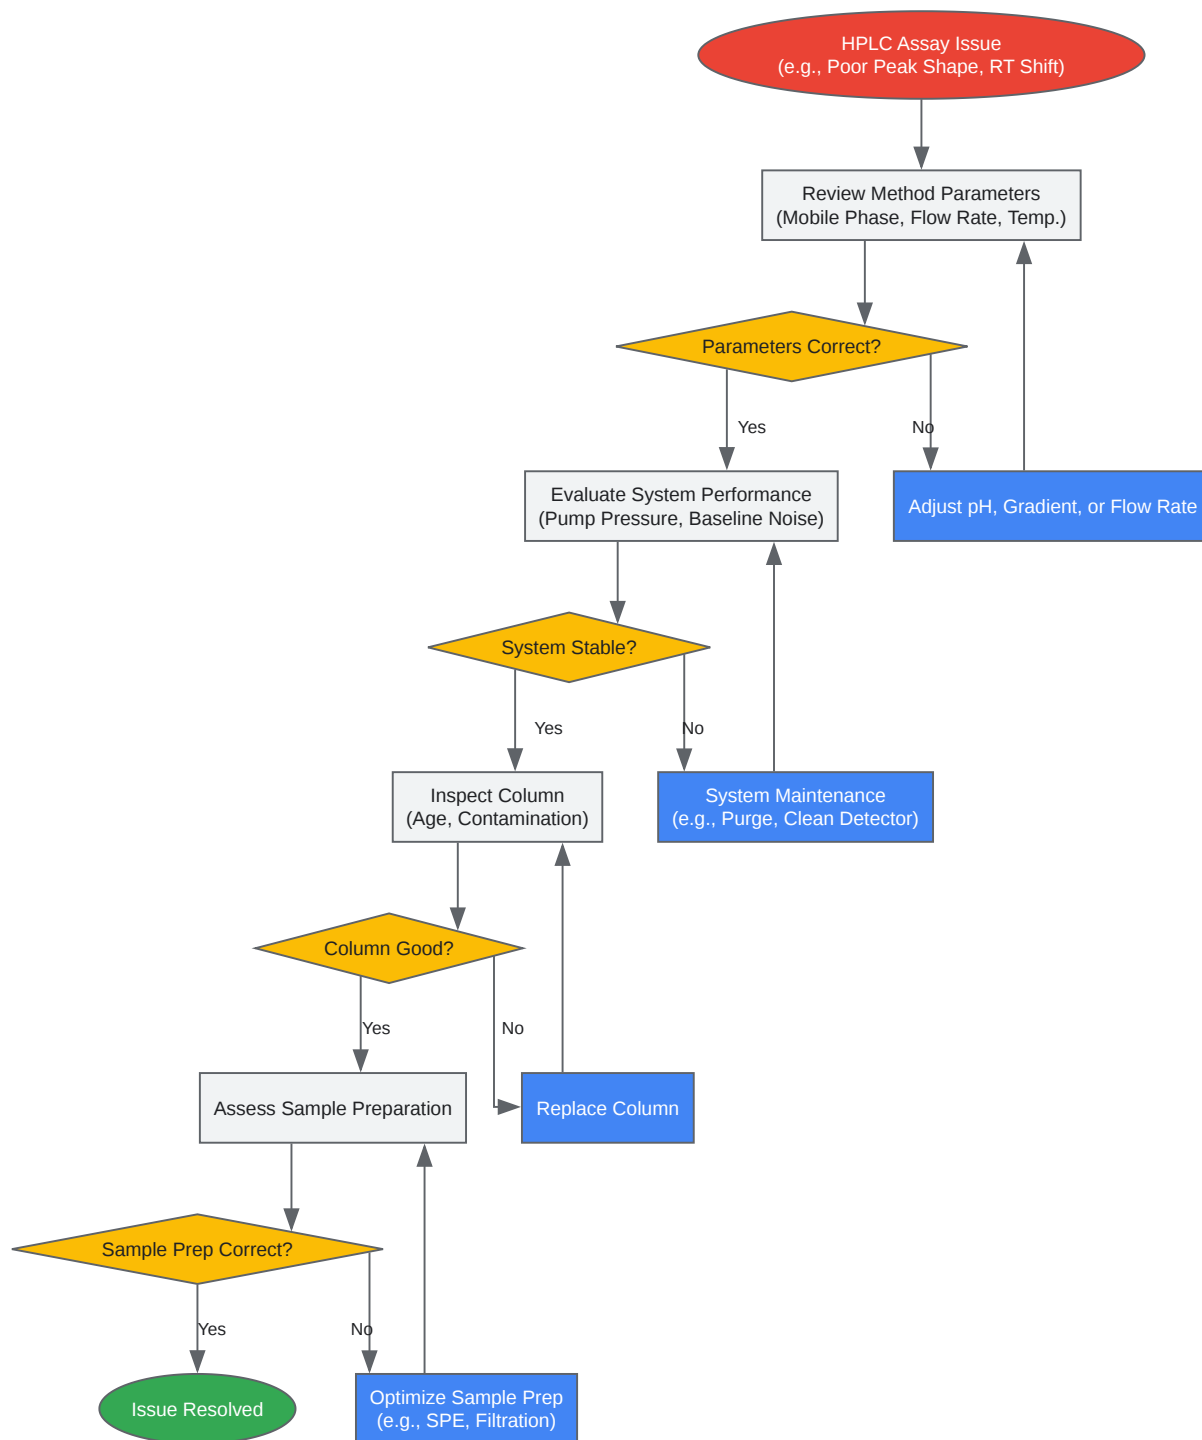 HPLC Assay Issue
(e.g., Poor Peak Shape, RT Shift)
Review Method Parameters
(Mobile Phase, Flow Rate, Temp.)
Parameters Correct?
Yes
No
Evaluate System Performance
(Pump Pressure, Baseline Noise)
Adjust pH, Gradient, or Flow Rate
System Stable?
Yes
No
Inspect Column
(Age, Contamination)
System Maintenance
(e.g., Purge, Clean Detector)
Column Good?
Yes
No
Assess Sample Preparation
Replace Column
Sample Prep Correct?
Yes
No
Issue Resolved
Optimize Sample Prep
(e.g., SPE, Filtration)